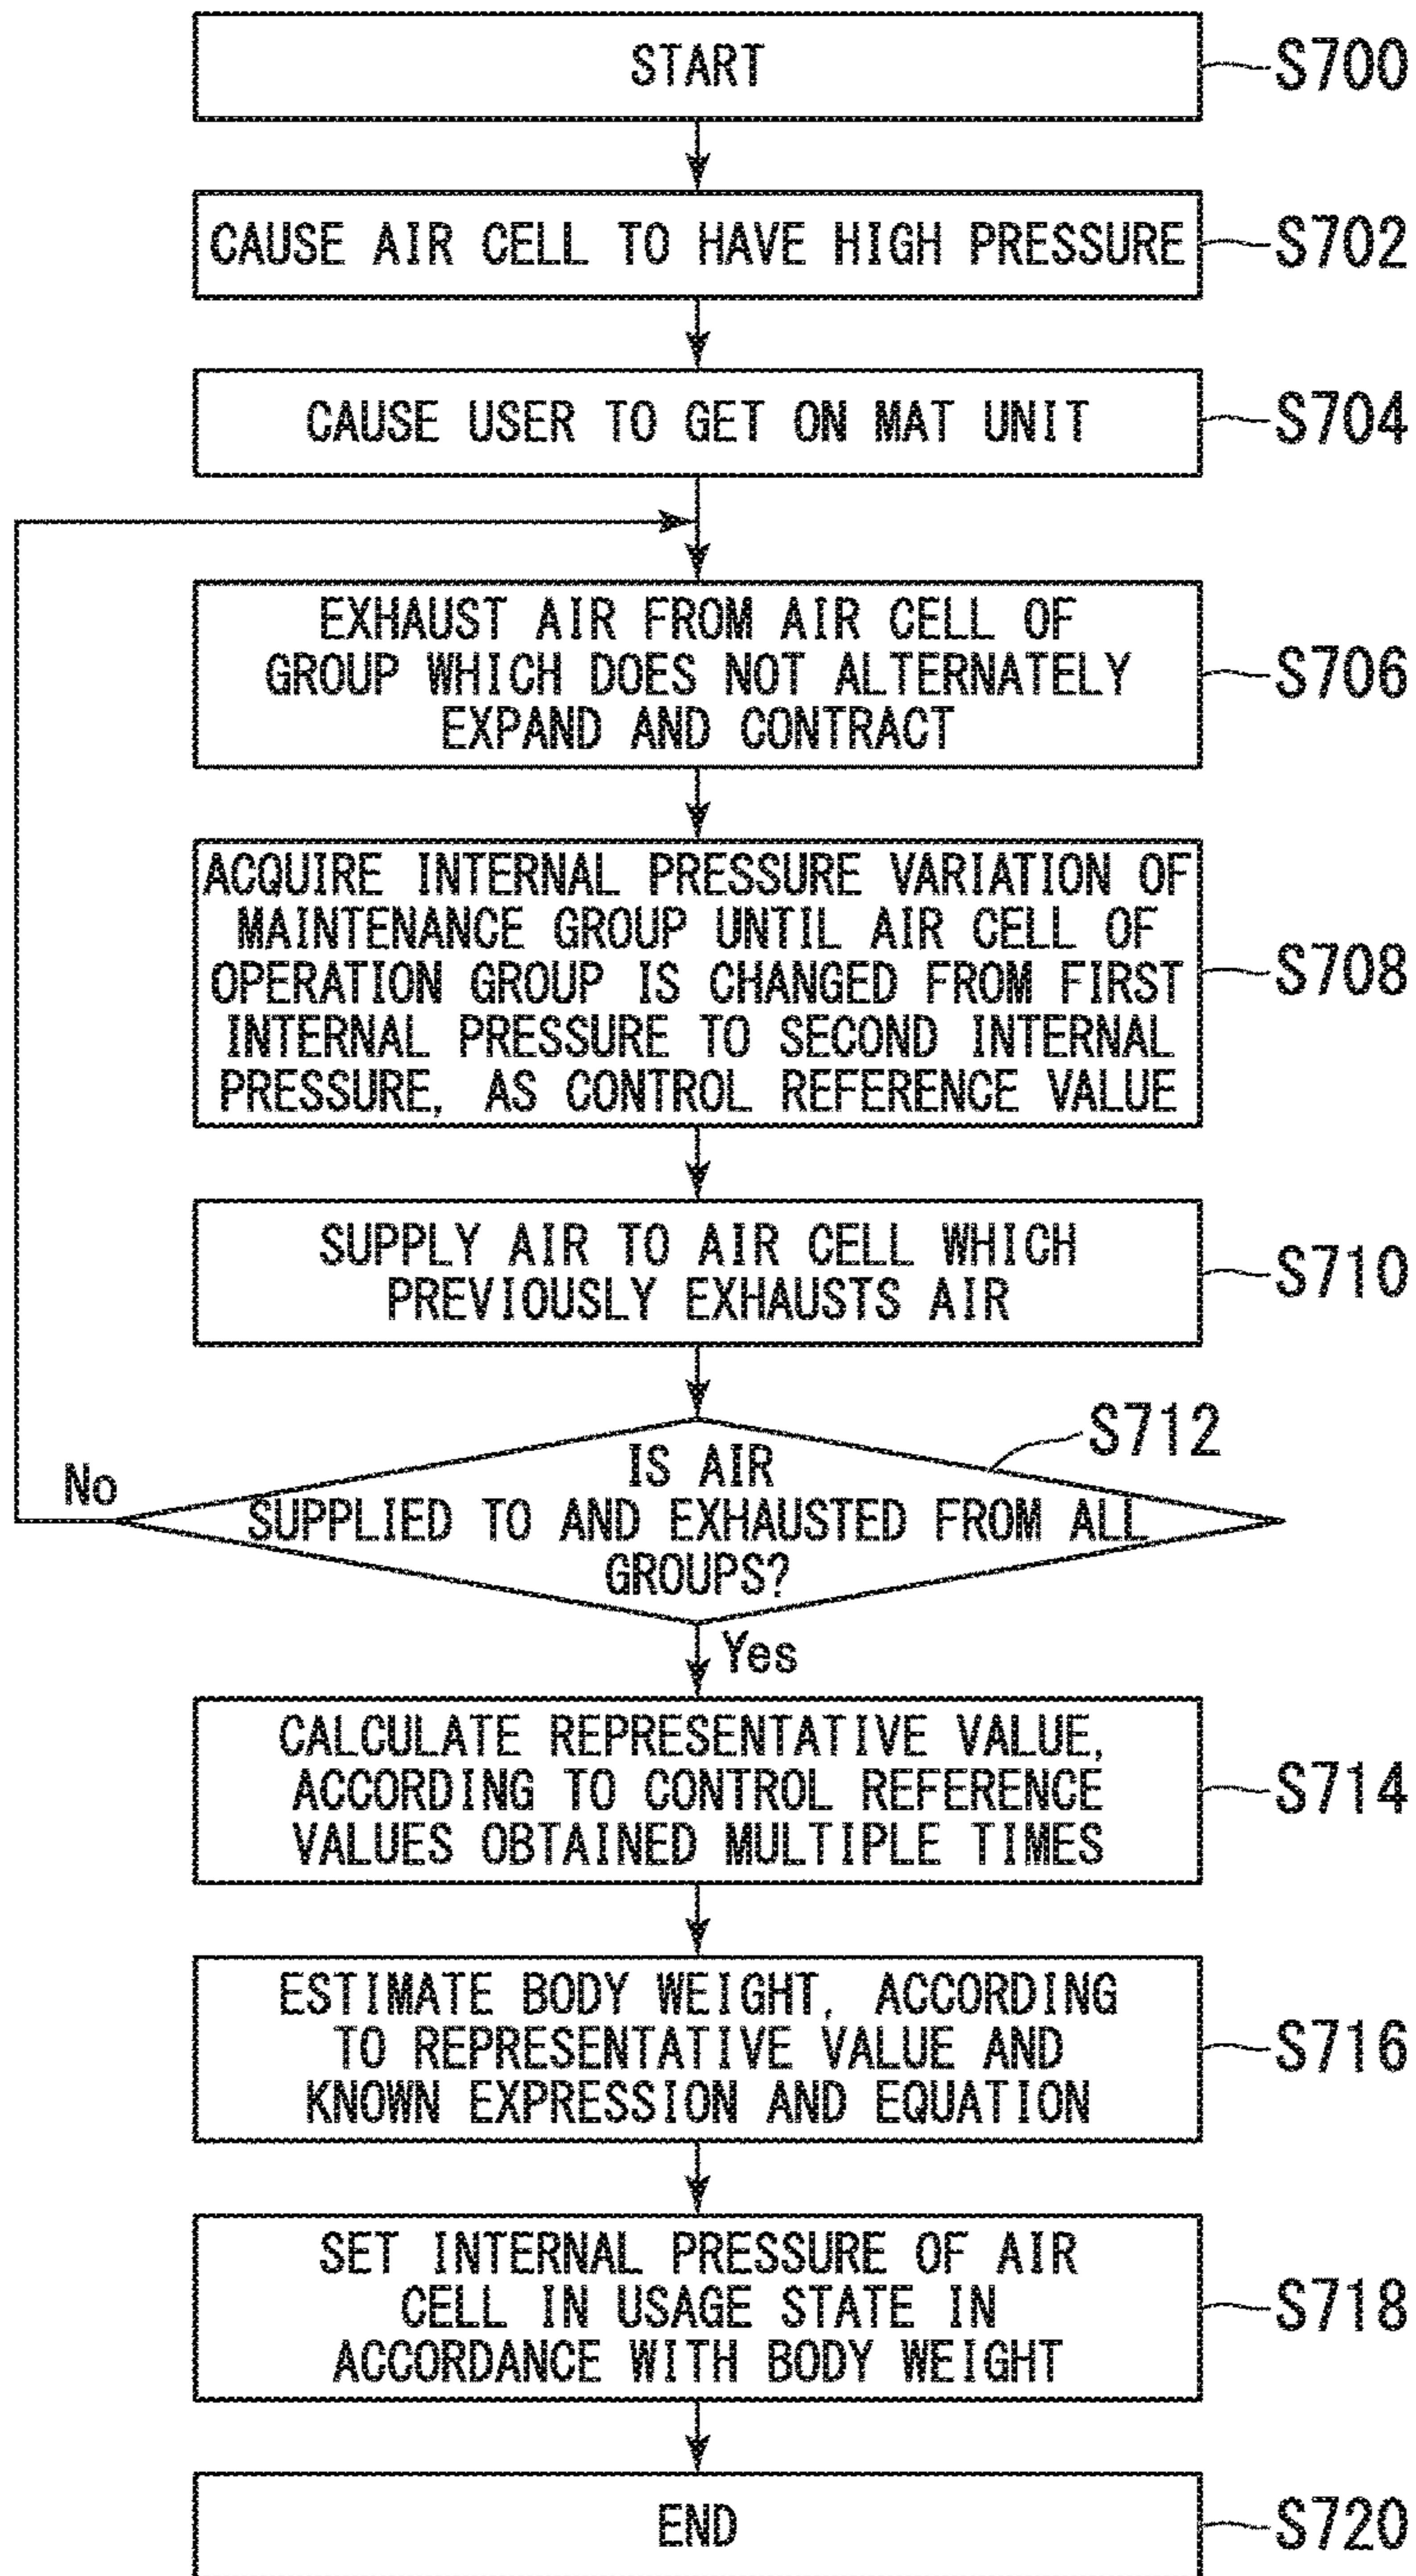 START
S700
CAUSE AIR CELL TO HAVE HIGH PRESSURE
S702
CAUSE USER TO GET ON MAT UNIT
S704
EXHAUST AIR FROM AIR CELL OF
GROUP WHICH DOES NOT ALTERNATELY
EXPAND AND CONTRACT
S706
ACQUIRE INTERNAL PRESSURE VARIATION OF
MAINTENANCE GROUP UNTIL AIR CELL OF
OPERATION GROUP IS CHANGED FROM FIRST
INTERNAL PRESSURE TO SECOND INTERNAL
PRESSURE, AS CONTROL REFERENCE VALUE
S708
SUPPLY AIR TO AIR CELL WHICH
PREVIOUSLY EXHAUSTS AIR
S710
S712
IS AIR
SUPPLIED TO AND EXHAUSTED FROM ALL
GROUPS?
No
Yes
CALCULATE REPRESENTATIVE VALUE,
ACCORDING TO CONTROL REFERENCE
VALUES OBTAINED MULTIPLE TIMES
S714
ESTIMATE BODY WEIGHT, ACCORDING
TO REPRESENTATIVE VALUE AND
KNOWN EXPRESSION AND EQUATION
S716
SET INTERNAL PRESSURE OF AIR
CELL IN USAGE STATE IN
ACCORDANCE WITH BODY WEIGHT
S718
END
S720